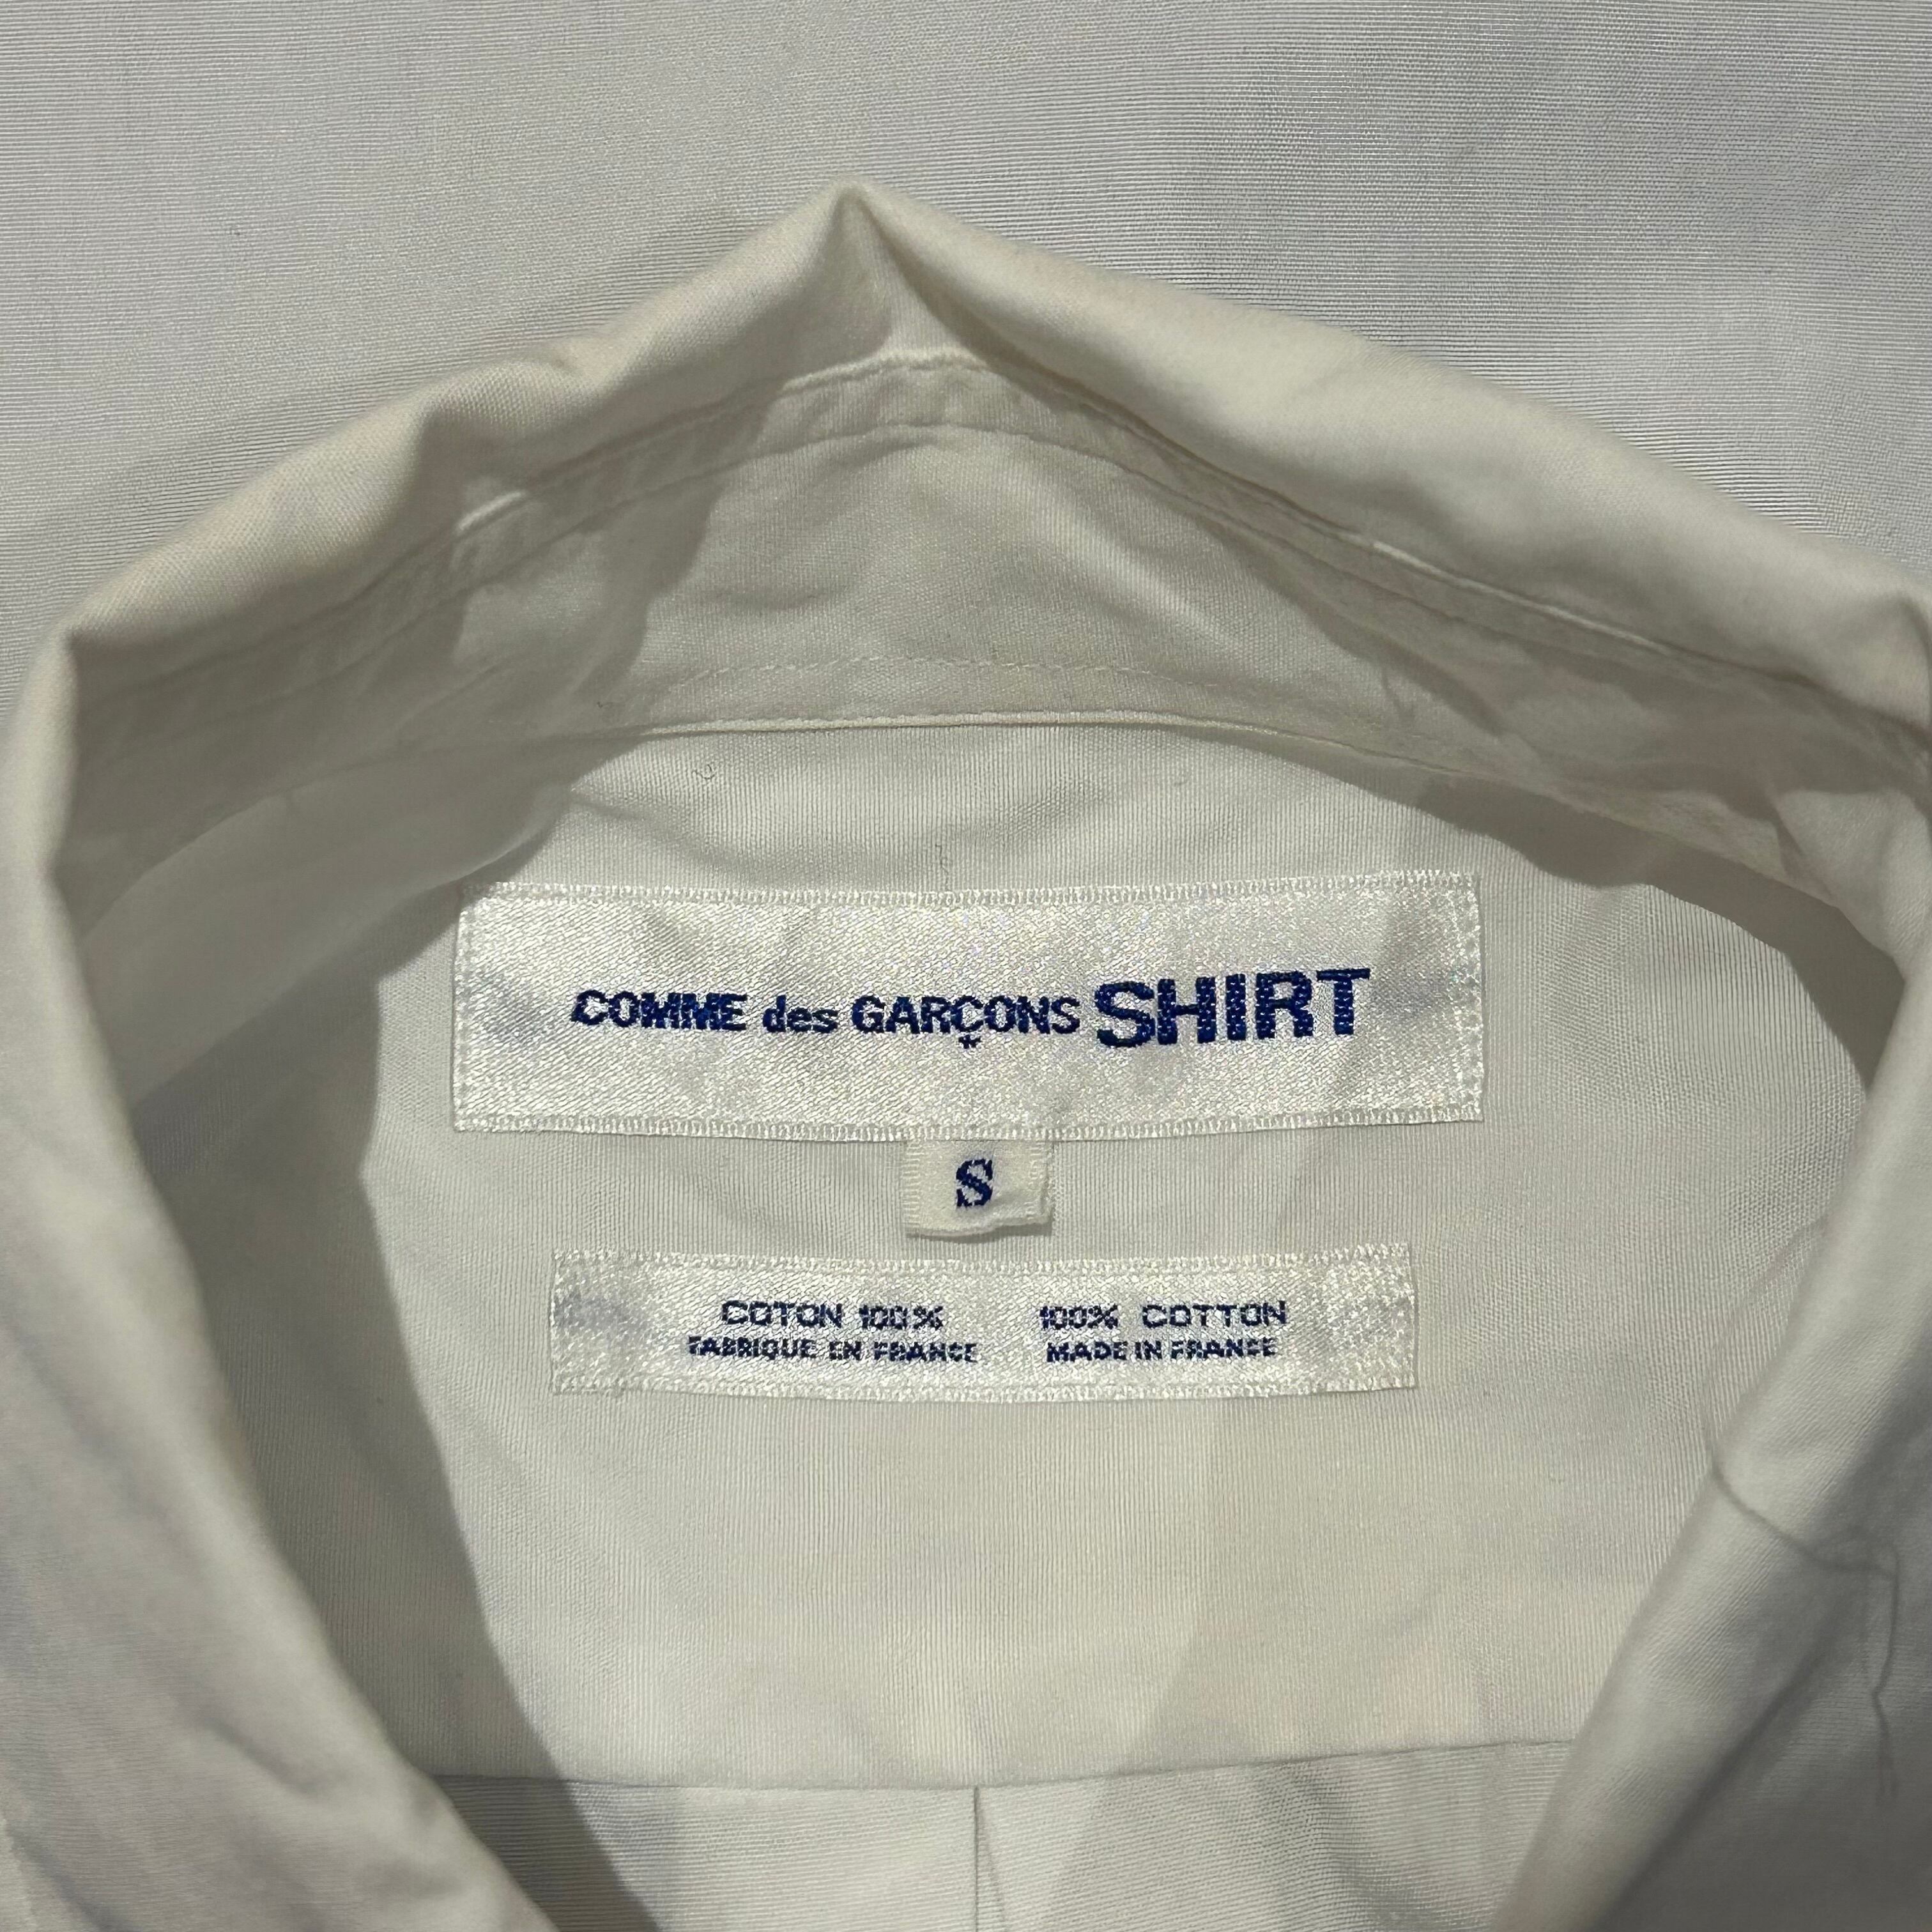 COMME des GARÇONS SHIRT
S
COTON 100% 100% COTTON
FABRIQUE EN FRANCE MADE IN FRANCE